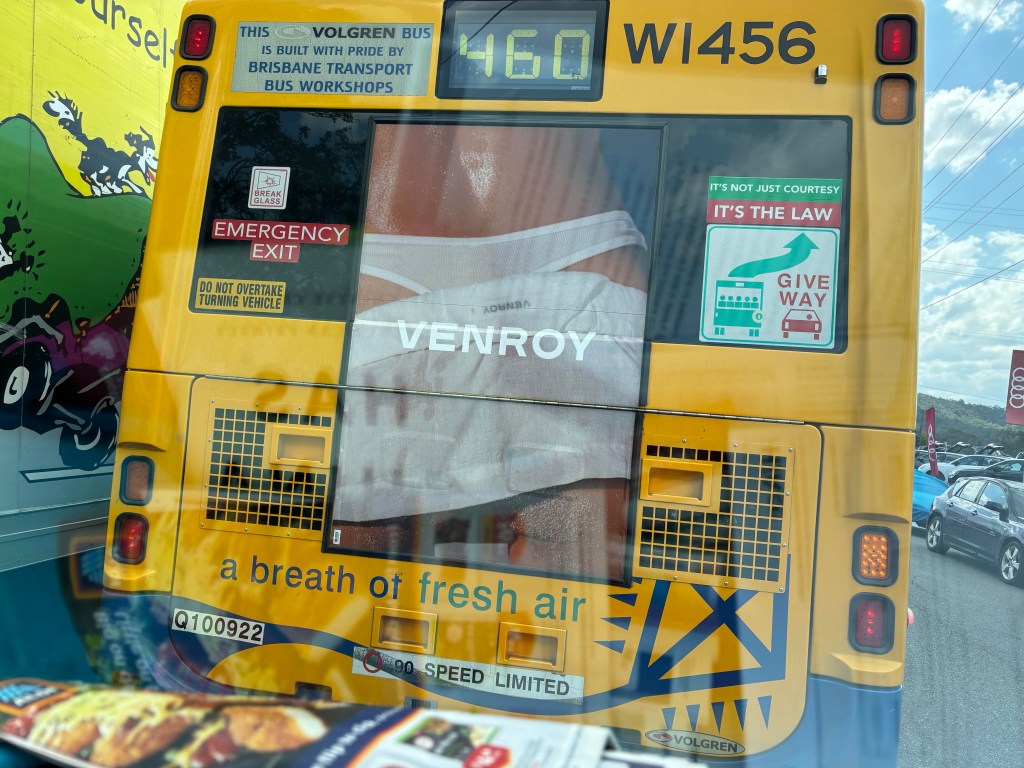 ourself
THIS VOLGREN BUS
IS BUILT WITH PRIDE BY
BRISBANE TRANSPORT
BUS WORKSHOPS
460
W1456
BREAK
GLASS
EMERGENCY
EXIT
DO NOT OVERTAKE
TURNING VEHICLE
IT'S NOT JUST COURTESY
IT'S THE LAW
GIVE
WAY
VENROY
VENROY
a breath of fresh air
Q100922
90 SPEED LIMITED
VOLGREN